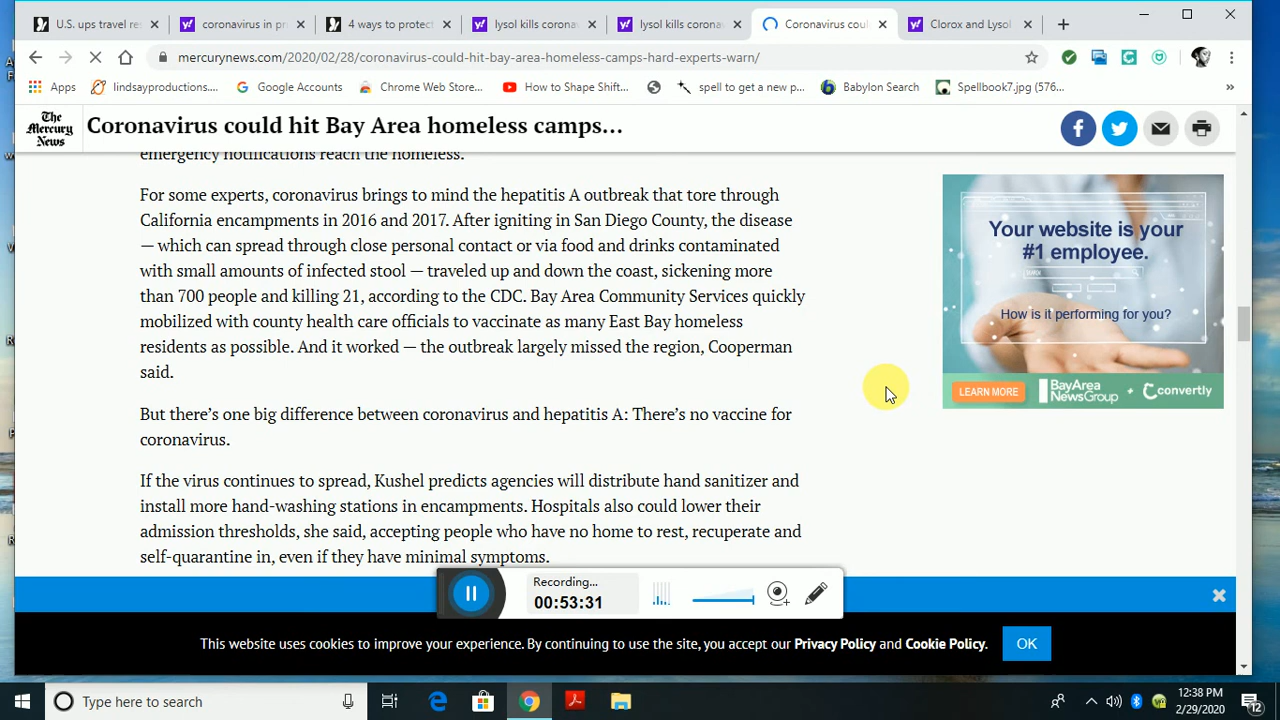 U.S. ups travel res
coronavirus in pr
4 ways to protect
lysol kills corona
lysol kills corona
Coronavirus coul
Clorox and Lysol
mercurynews.com/2020/02/28/coronavirus-could-hit-bay-area-homeless-camps-hard-experts-warn/
Apps
lindsayproductions....
Google Accounts
Chrome Web Store...
How to Shape Shift...
spell to get a new p...
Babylon Search
Spellbook7.jpg (576...
The
Mercury
News
Coronavirus could hit Bay Area homeless camps...
emergency notifications reach the homeless.
For some experts, coronavirus brings to mind the hepatitis A outbreak that tore through
California encampments in 2016 and 2017. After igniting in San Diego County, the disease
— which can spread through close personal contact or via food and drinks contaminated
with small amounts of infected stool — traveled up and down the coast, sickening more
than 700 people and killing 21, according to the CDC. Bay Area Community Services quickly
mobilized with county health care officials to vaccinate as many East Bay homeless
residents as possible. And it worked — the outbreak largely missed the region, Cooperman
said.
But there's one big difference between coronavirus and hepatitis A: There's no vaccine for
coronavirus.
If the virus continues to spread, Kushel predicts agencies will distribute hand sanitizer and
install more hand-washing stations in encampments. Hospitals also could lower their
admission thresholds, she said, accepting people who have no home to rest, recuperate and
self-quarantine in, even if they have minimal symptoms.
Your website is your
#1 employee.
How is it performing for you?
LEARN MORE
BayArea
NewsGroup + Convertly
Recording...
00:53:31
This website uses cookies to improve your experience. By continuing to use the site, you accept our Privacy Policy and Cookie Policy.
OK
Type here to search
12:38 PM
2/29/2020
12